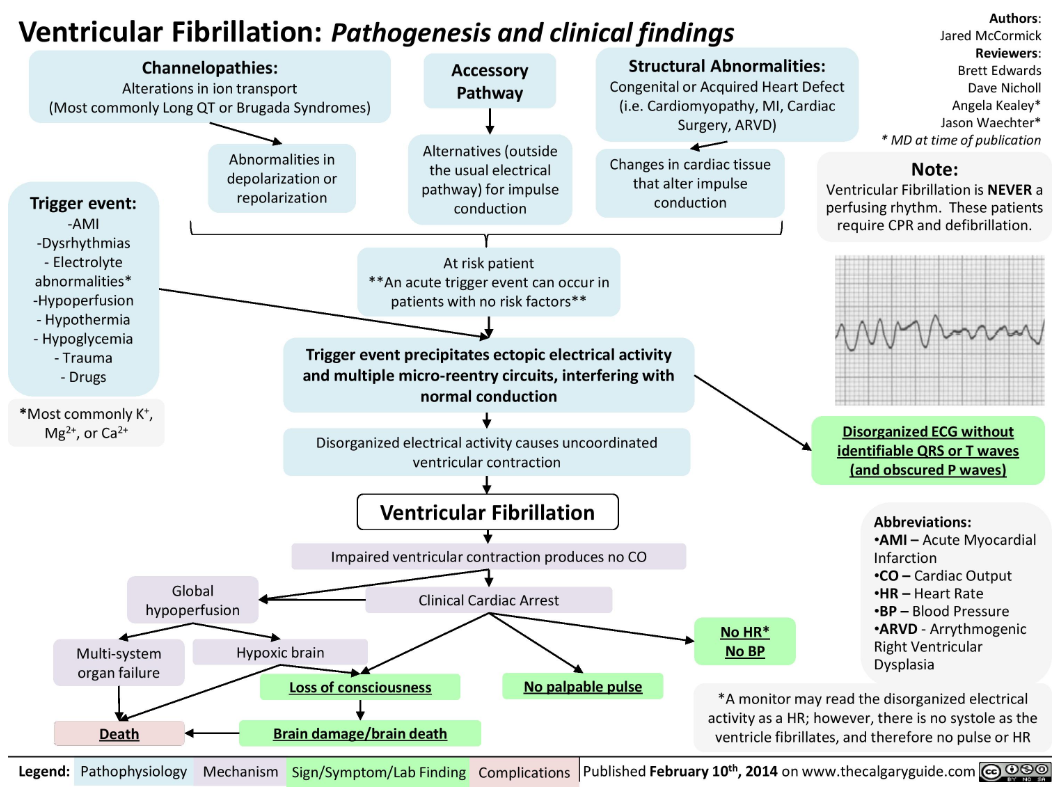 Ventricular Fibrillation: Pathogenesis and clinical findings
Authors:
Jared McCormick
Reviewers:
Brett Edwards
Dave Nicholl
Angela Kealey*
Jason Waechter*
* MD at time of publication
Channelopathies:
Alterations in ion transport
(Most commonly Long QT or Brugada Syndromes)
Accessory
Pathway
Structural Abnormalities:
Congenital or Acquired Heart Defect
(i.e. Cardiomyopathy, MI, Cardiac
Surgery, ARVD)
Abnormalities in
depolarization or
repolarization
Alternatives (outside
the usual electrical
pathway) for impulse
conduction
Changes in cardiac tissue
that alter impulse
conduction
Note:
Ventricular Fibrillation is NEVER a
perfusing rhythm. These patients
require CPR and defibrillation.
Trigger event:
-AMI
-Dysrhythmias
- Electrolyte
abnormalities*
-Hypoperfusion
- Hypothermia
- Hypoglycemia
- Trauma
- Drugs
*Most commonly K+,
Mg2+, or Ca2+
At risk patient
**An acute trigger event can occur in
patients with no risk factors**
Trigger event precipitates ectopic electrical activity
and multiple micro-reentry circuits, interfering with
normal conduction
Disorganized electrical activity causes uncoordinated
ventricular contraction
Disorganized ECG without
identifiable QRS or T waves
(and obscured P waves)
Ventricular Fibrillation
Impaired ventricular contraction produces no CO
Global
hypoperfusion
Clinical Cardiac Arrest
Multi-system
organ failure
Hypoxic brain
No HR*
No BP
Loss of consciousness
No palpable pulse
Death
Brain damage/brain death
Abbreviations:
•AMI – Acute Myocardial
Infarction
•CO – Cardiac Output
•HR – Heart Rate
•BP – Blood Pressure
•ARVD - Arrythmogenic
Right Ventricular
Dysplasia
*A monitor may read the disorganized electrical
activity as a HR; however, there is no systole as the
ventricle fibrillates, and therefore no pulse or HR
Legend: Pathophysiology Mechanism Sign/Symptom/Lab Finding Complications Published February 10th, 2014 on www.thecalgaryguide.com
cc BY NC SA